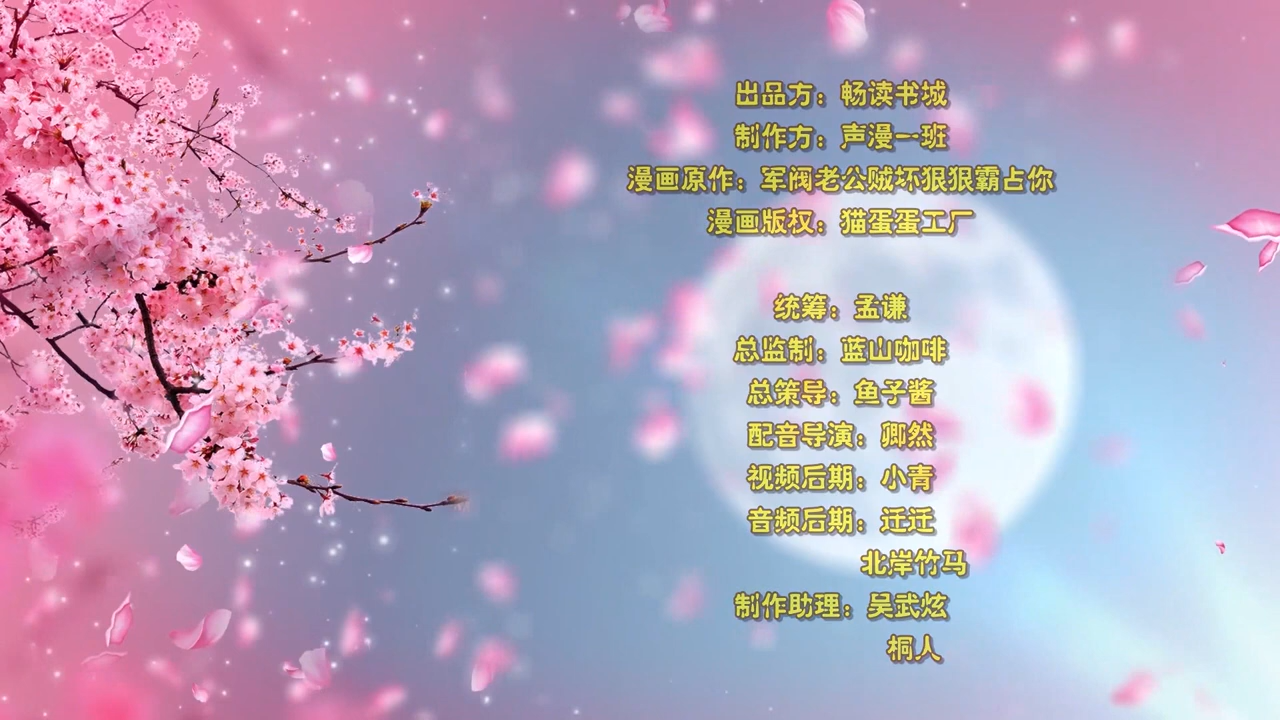 出品方：畅读书城
制作方：声漫一班
漫画原作：军阀老公贼坏狠狠霸占你
漫画版权：猫蛋蛋工厂
统筹：孟谦
总监制：蓝山咖啡
总策导：鱼子酱
配音导演：卿然
视频后期：小青
音频后期：迁迁
北岸竹马
制作助理：吴武炫
桐人